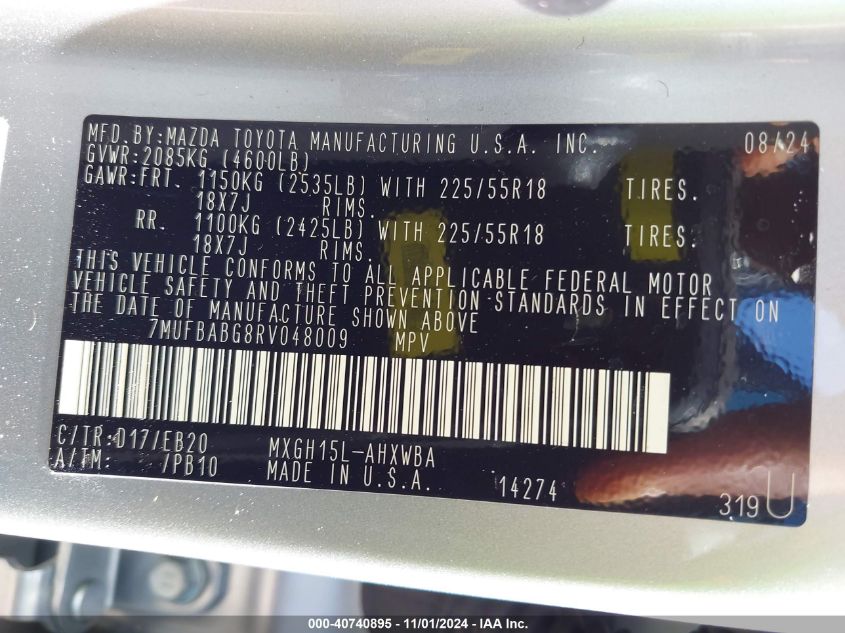 MFD.BY:MAZDA TOYOTA MANUFACTURING U.S.A. INC. 08/24
GVWR:2085KG (4600LB)
GAWR:FRT. 1150KG (2535LB) WITH 225/55R18 TIRES.
18X7J RIMS.
RR. 1100KG (2425LB) WITH 225/55R18 TIRES.
18X7J RIMS.
THIS VEHICLE CONFORMS TO ALL APPLICABLE FEDERAL MOTOR
VEHICLE SAFETY AND THEFT PREVENTION STANDARDS IN EFFECT ON
THE DATE OF MANUFACTURE SHOWN ABOVE
7MUFBABG8RV048009 MPV
C/TR:D17/EB20 MXGH15L-AHXWBA
A/TM: /PB10 MADE IN U.S.A. 14274
319U
000-40740895 - 11/01/2024 - IAA Inc.